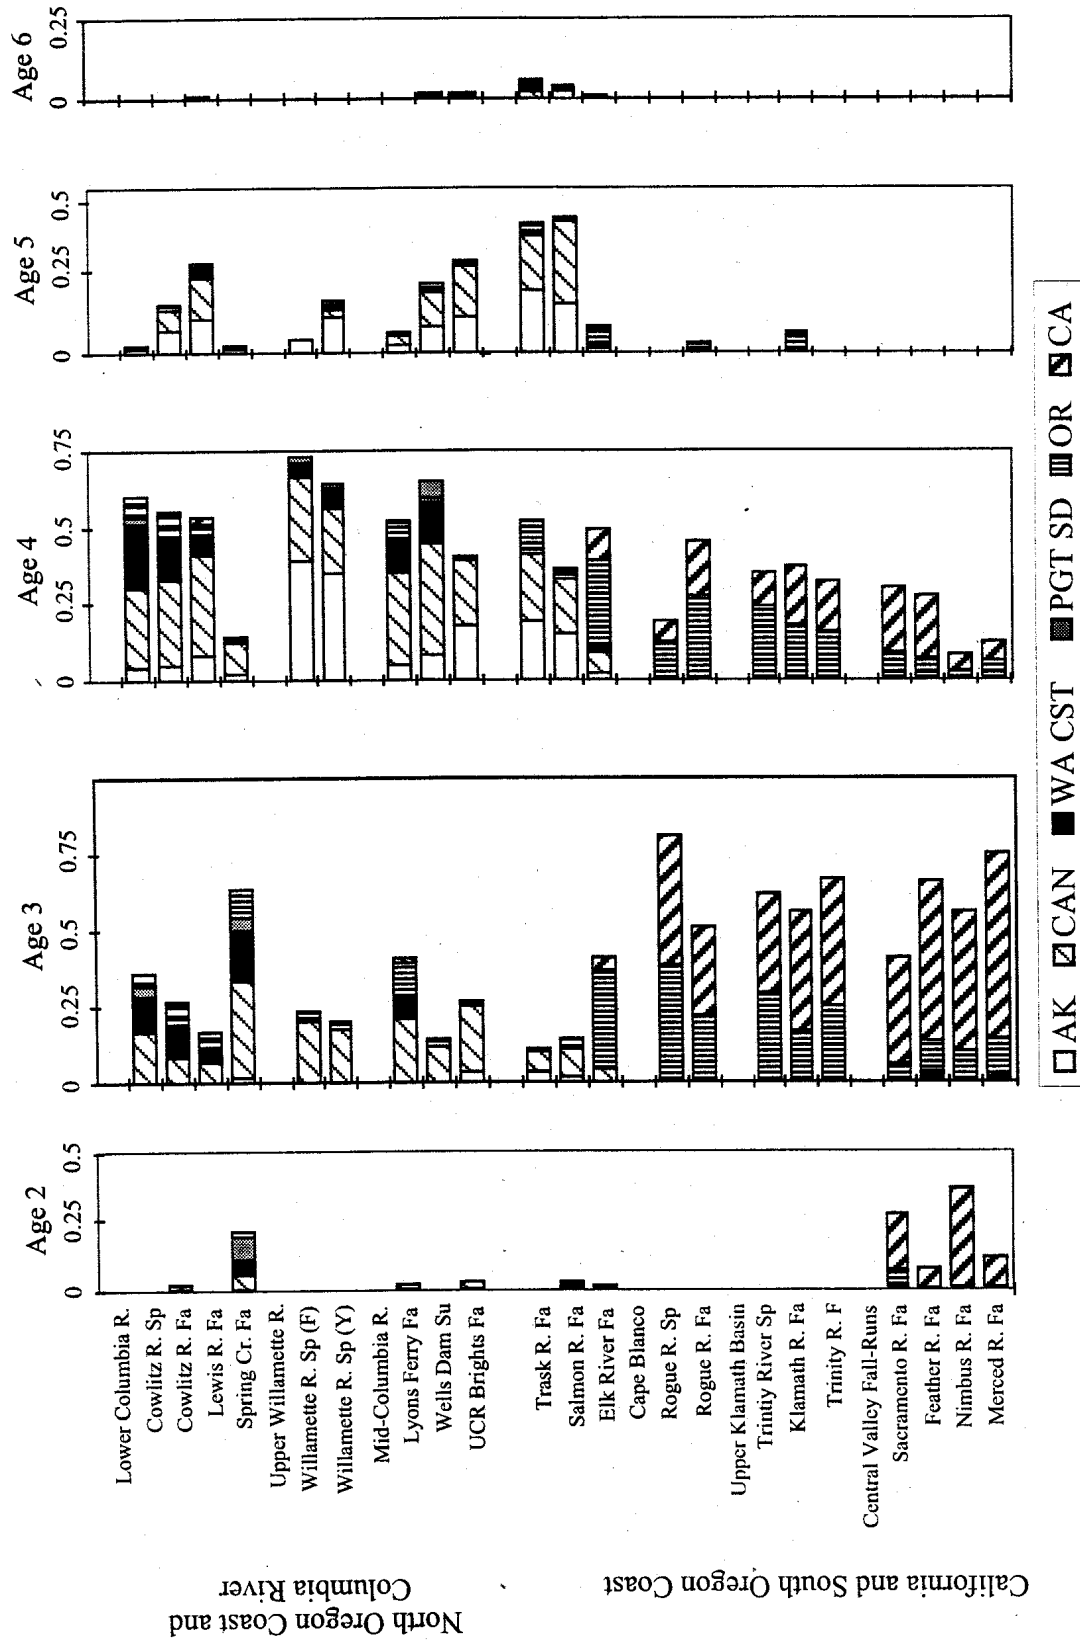 Age 2
0
0.25
0.5
Age 3
0
0.25
0.5
0.75
Age 4
0
0.25
0.5
0.75
Age 5
0
0.25
0.5
Age 6
0
0.25
North Oregon Coast and
Columbia River
Lower Columbia R.
Cowlitz R. Sp
Cowlitz R. Fa
Lewis R. Fa
Spring Cr. Fa
Upper Willamette R.
Willamette R. Sp (F)
Willamette R. Sp (Y)
Mid-Columbia R.
Lyons Ferry Fa
Wells Dam Su
UCR Brights Fa
Trask R. Fa
Salmon R. Fa
Elk River Fa
California and South Oregon Coast
Cape Blanco
Rogue R. Sp
Rogue R. Fa
Upper Klamath Basin
Trintiy River Sp
Klamath R. Fa
Trinity R. F
Central Valley Fall-Runs
Sacramento R. Fa
Feather R. Fa
Nimbus R. Fa
Merced R. Fa
AK CAN WA CST PGT SD OR CA